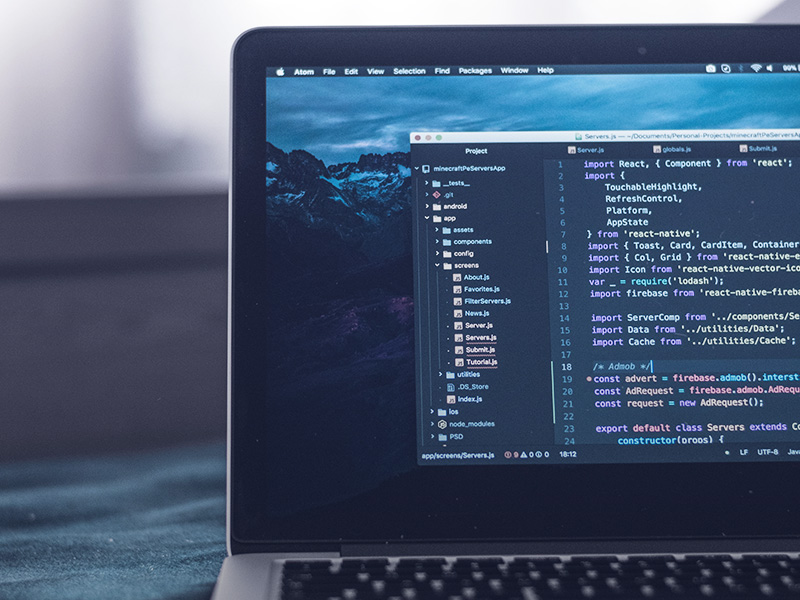 Atom File Edit View Selection Find Packages Window Help 99%
Servers.js — ~/Documents/Personal-Projects/minecraftPeServersAp
Project
Server.js globals.js Submit.js
minecraftPeServersApp
__tests__
.git
android
app
assets
components
config
screens
About.js
Favorites.js
FilterServers.js
News.js
Server.js
Servers.js
Submit.js
Tutorial.js
utilities
.DS_Store
index.js
ios
node_modules
PSD
1 import React, { Component } from 'react';
2 import {
3 TouchableHighlight,
4 RefreshControl,
5 Platform,
6 AppState
7 } from 'react-native';
8 import { Toast, Card, CardItem, Container
9 import { Col, Grid } from 'react-native-e
10 import Icon from 'react-native-vector-ico
11 var _ = require('lodash');
12 import firebase from 'react-native-fireba
13
14 import ServerComp from '../components/Se
15 import Data from '../utilities/Data';
16 import Cache from '../utilities/Cache';
17
18 /* Admob */
19 const advert = firebase.admob().interst
20 const AdRequest = firebase.admob.AdRequ
21 const request = new AdRequest();
22
23 export default class Servers extends Co
24 constructor(props) {
app/screens/Servers.js 9 0 0 18:12 LF UTF-8 Java